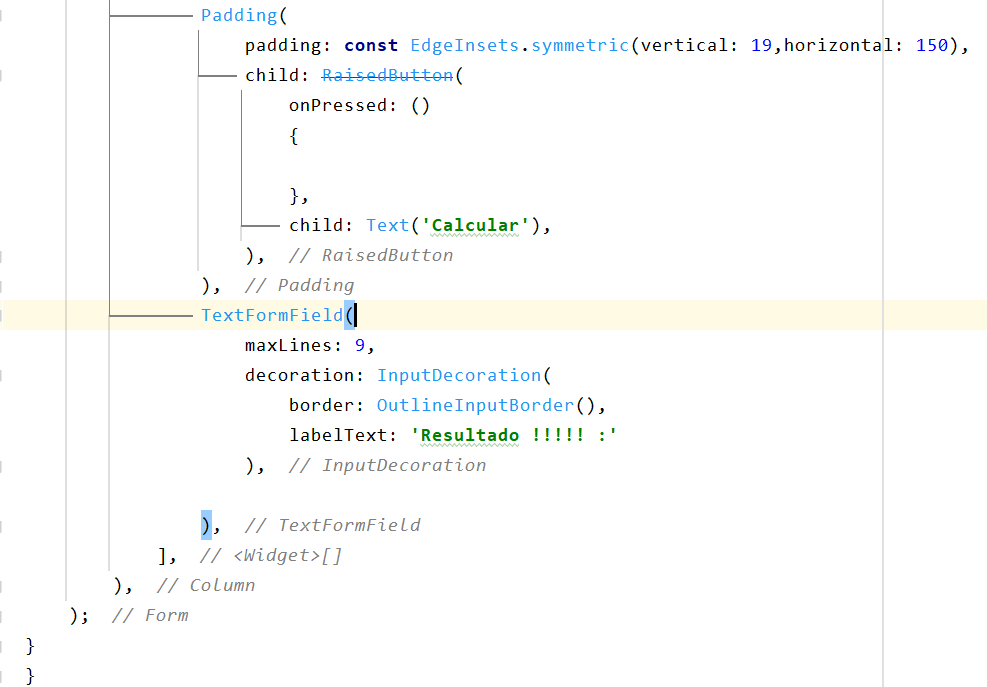 Padding(
padding: const EdgeInsets.symmetric(vertical: 19,horizontal: 150),
child: RaisedButton(
onPressed: ()
{
},
child: Text('Calcular'),
), // RaisedButton
), // Padding
TextFormField(
maxLines: 9,
decoration: InputDecoration(
border: OutlineInputBorder(),
labelText: 'Resultado !!!!! :'
), // InputDecoration
), // TextFormField
], // <Widget>[]
), // Column
); // Form
}
}